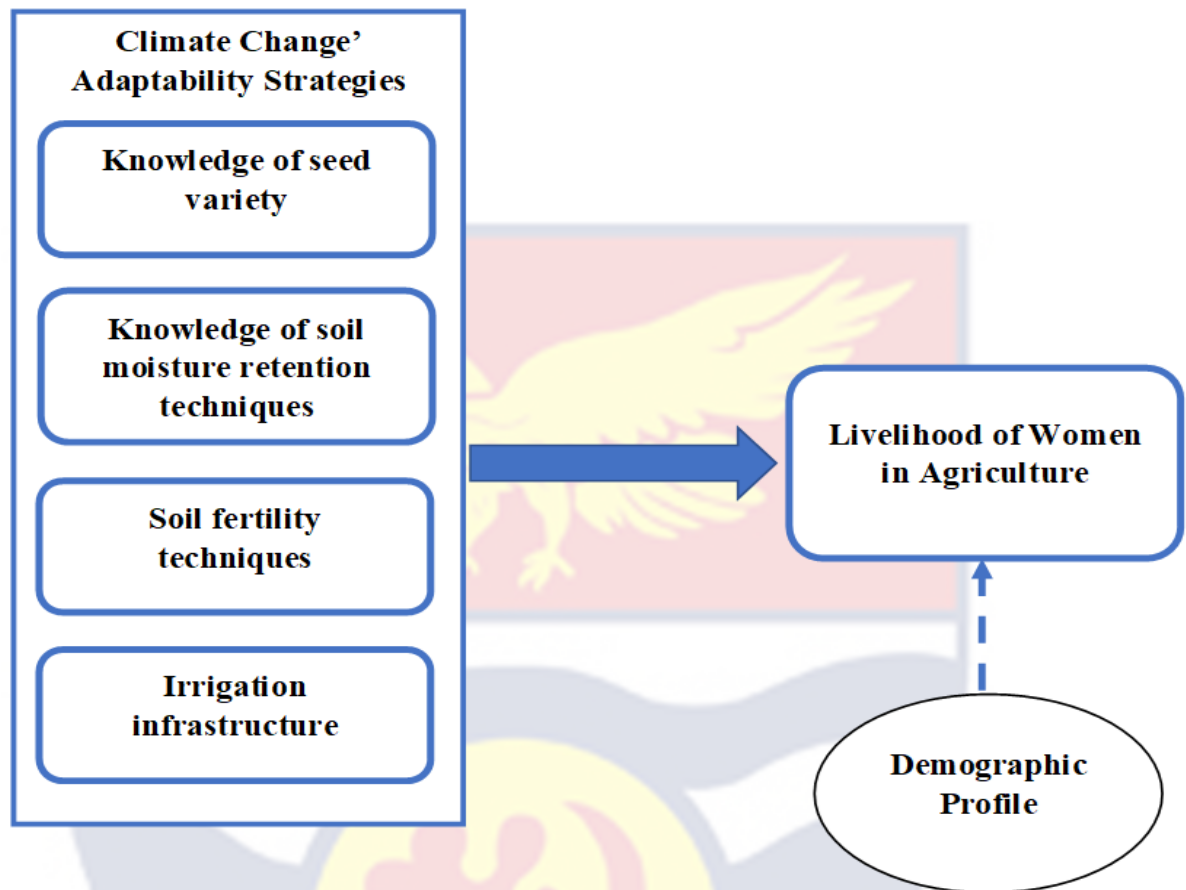 Climate Change’
Adaptability Strategies
Knowledge of seed
variety
Knowledge of soil
moisture retention
techniques
Soil fertility
techniques
Irrigation
infrastructure
Livelihood of Women
in Agriculture
Demographic
Profile